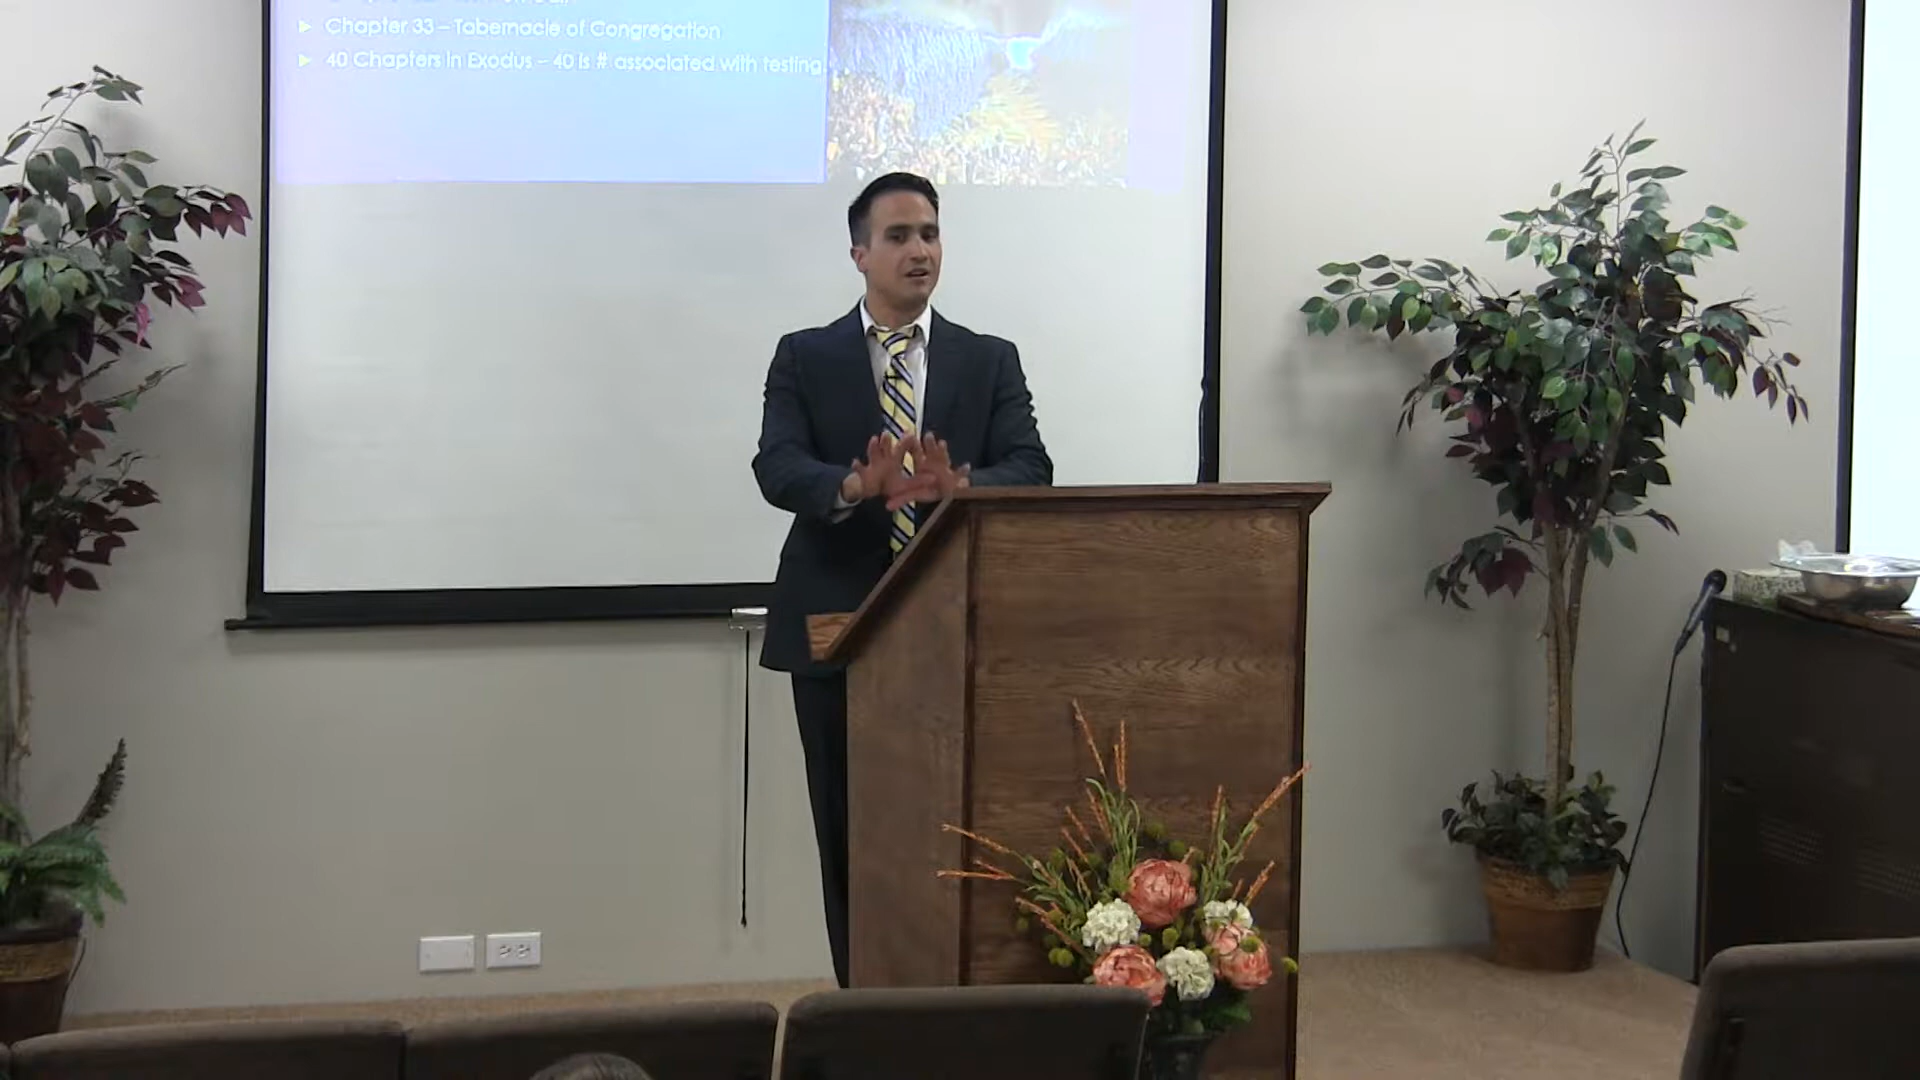 Chapter 33 – Tabernacle of Congregation
40 Chapters in Exodus – 40 is # associated with testing